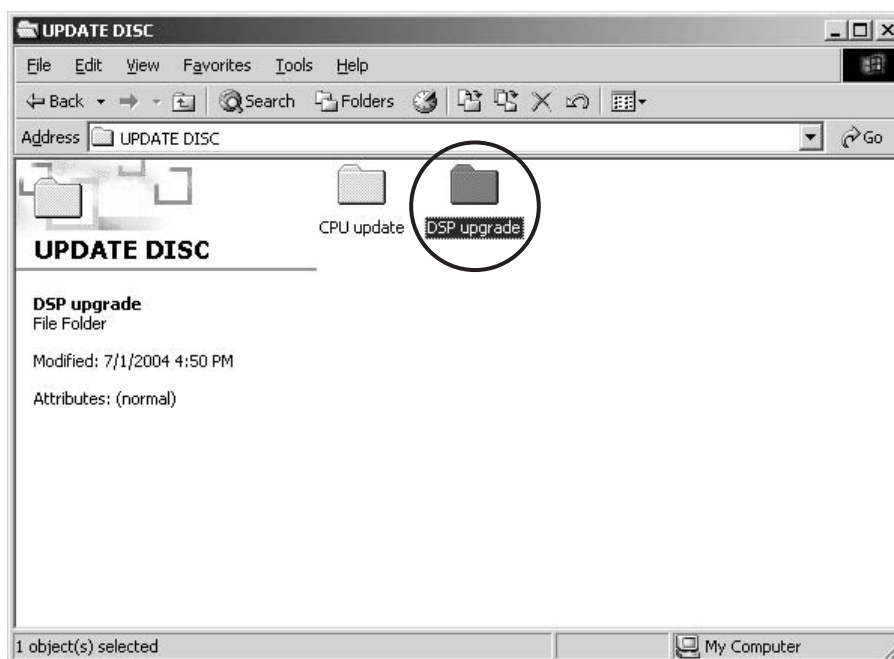 UPDATE DISC
File Edit View Favorites Tools Help
Back Search Folders
Address UPDATE DISC Go
CPU update DSP upgrade
UPDATE DISC
DSP upgrade
File Folder
Modified: 7/1/2004 4:50 PM
Attributes: (normal)
1 object(s) selected My Computer